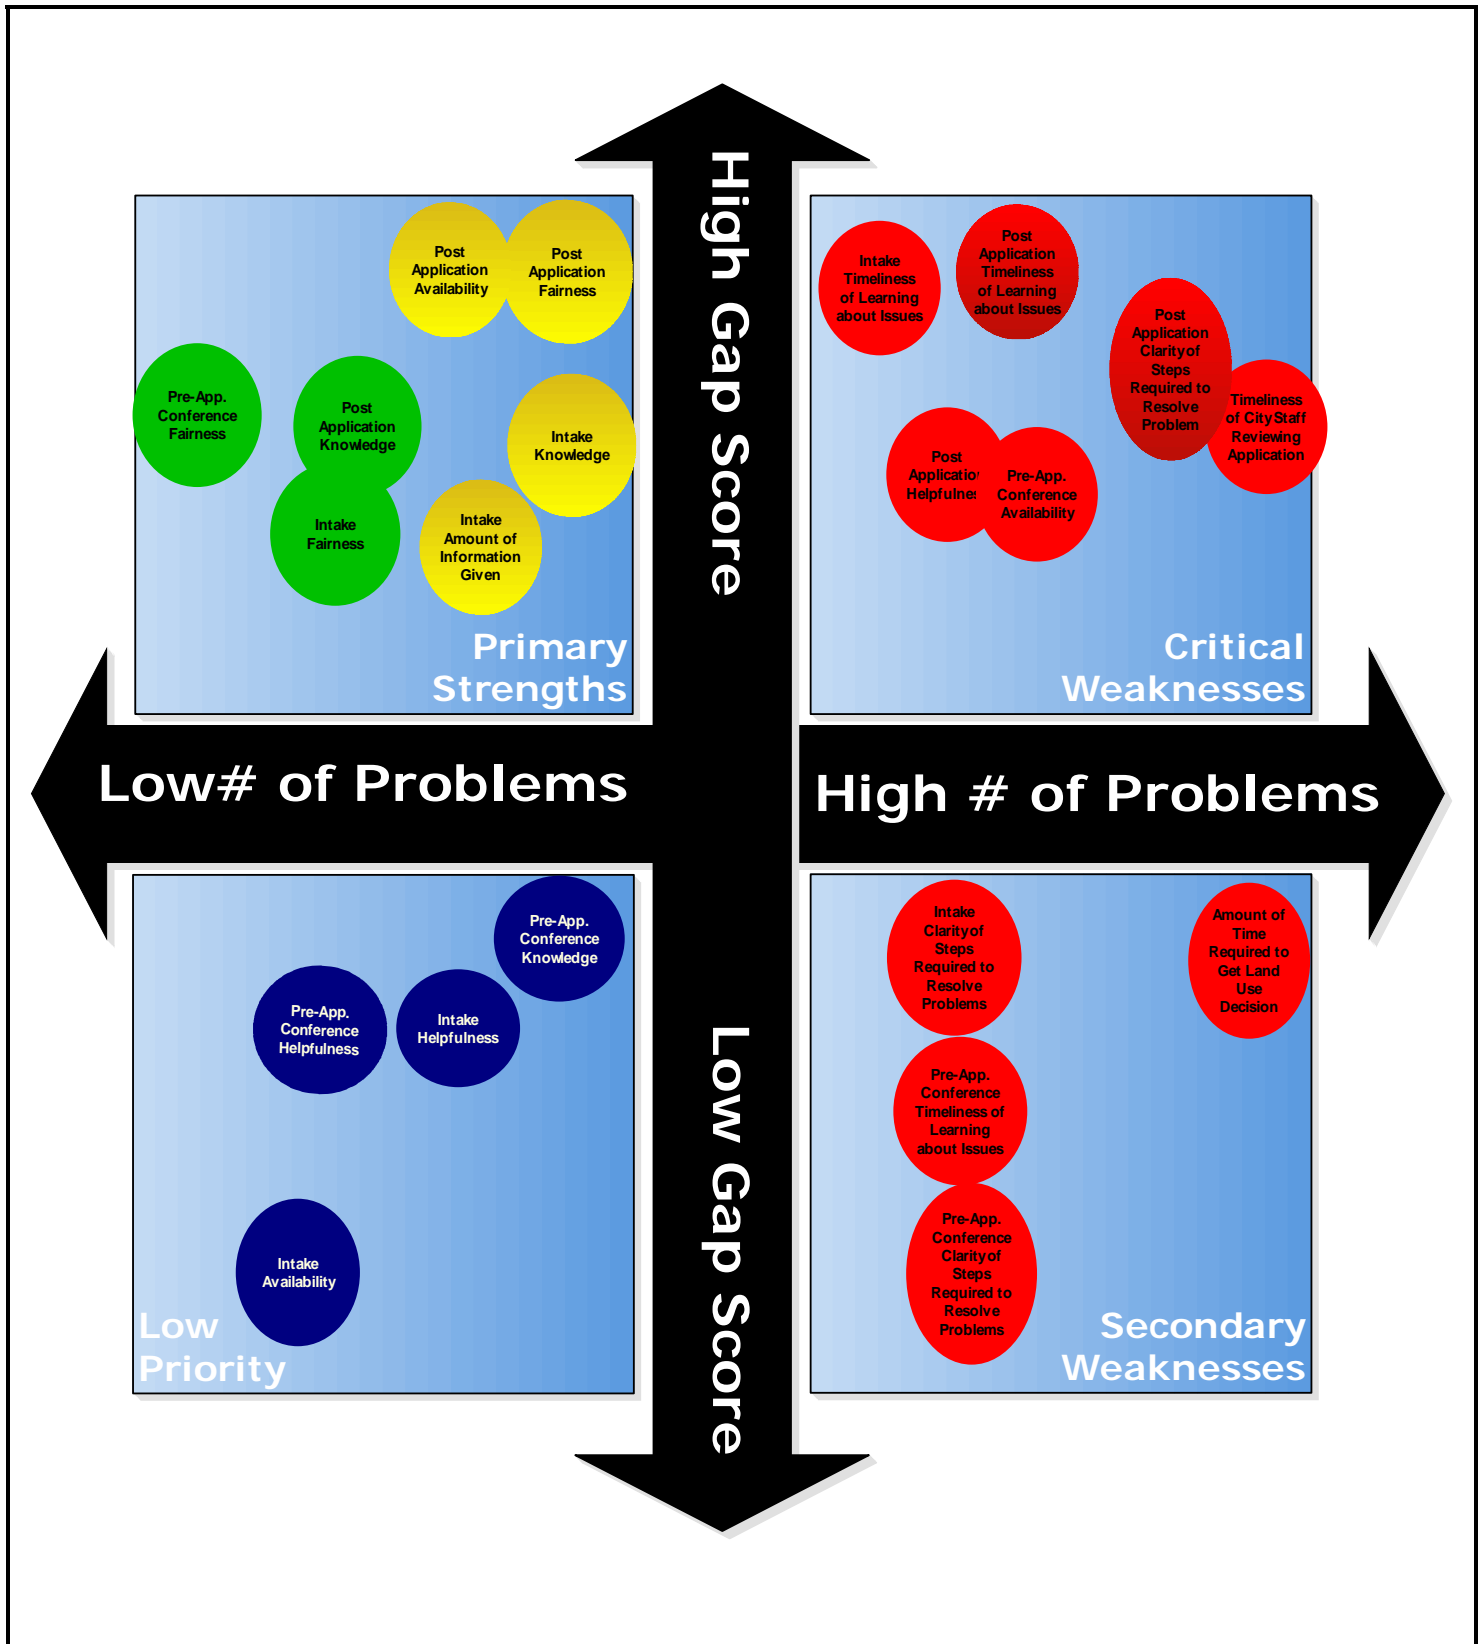 High Gap Score
Post
Application
Availability
Post
Application
Fairness
Pre-App.
Conference
Fairness
Post
Application
Knowledge
Intake
Knowledge
Intake
Fairness
Intake
Amount of
Information
Given
Primary
Strengths
Intake
Timeliness
of Learning
about Issues
Post
Application
Timeliness
of Learning
about Issues
Post
Application
Clarity of
Steps
Required to
Resolve
Problem
Timeliness
of City Staff
Reviewing
Application
Post
Application
Helpfulnes
Pre-App.
Conference
Availability
Critical
Weaknesses
Low# of Problems
High # of Problems
Pre-App.
Conference
Knowledge
Pre-App.
Conference
Helpfulness
Intake
Helpfulness
Intake
Availability
Low
Priority
Low Gap Score
Intake
Clarity of
Steps
Required to
Resolve
Problems
Amount of
Time
Required to
Get Land
Use
Decision
Pre-App.
Conference
Timeliness of
Learning
about Issues
Pre-App.
Conference
Clarity of
Steps
Required to
Resolve
Problems
Secondary
Weaknesses